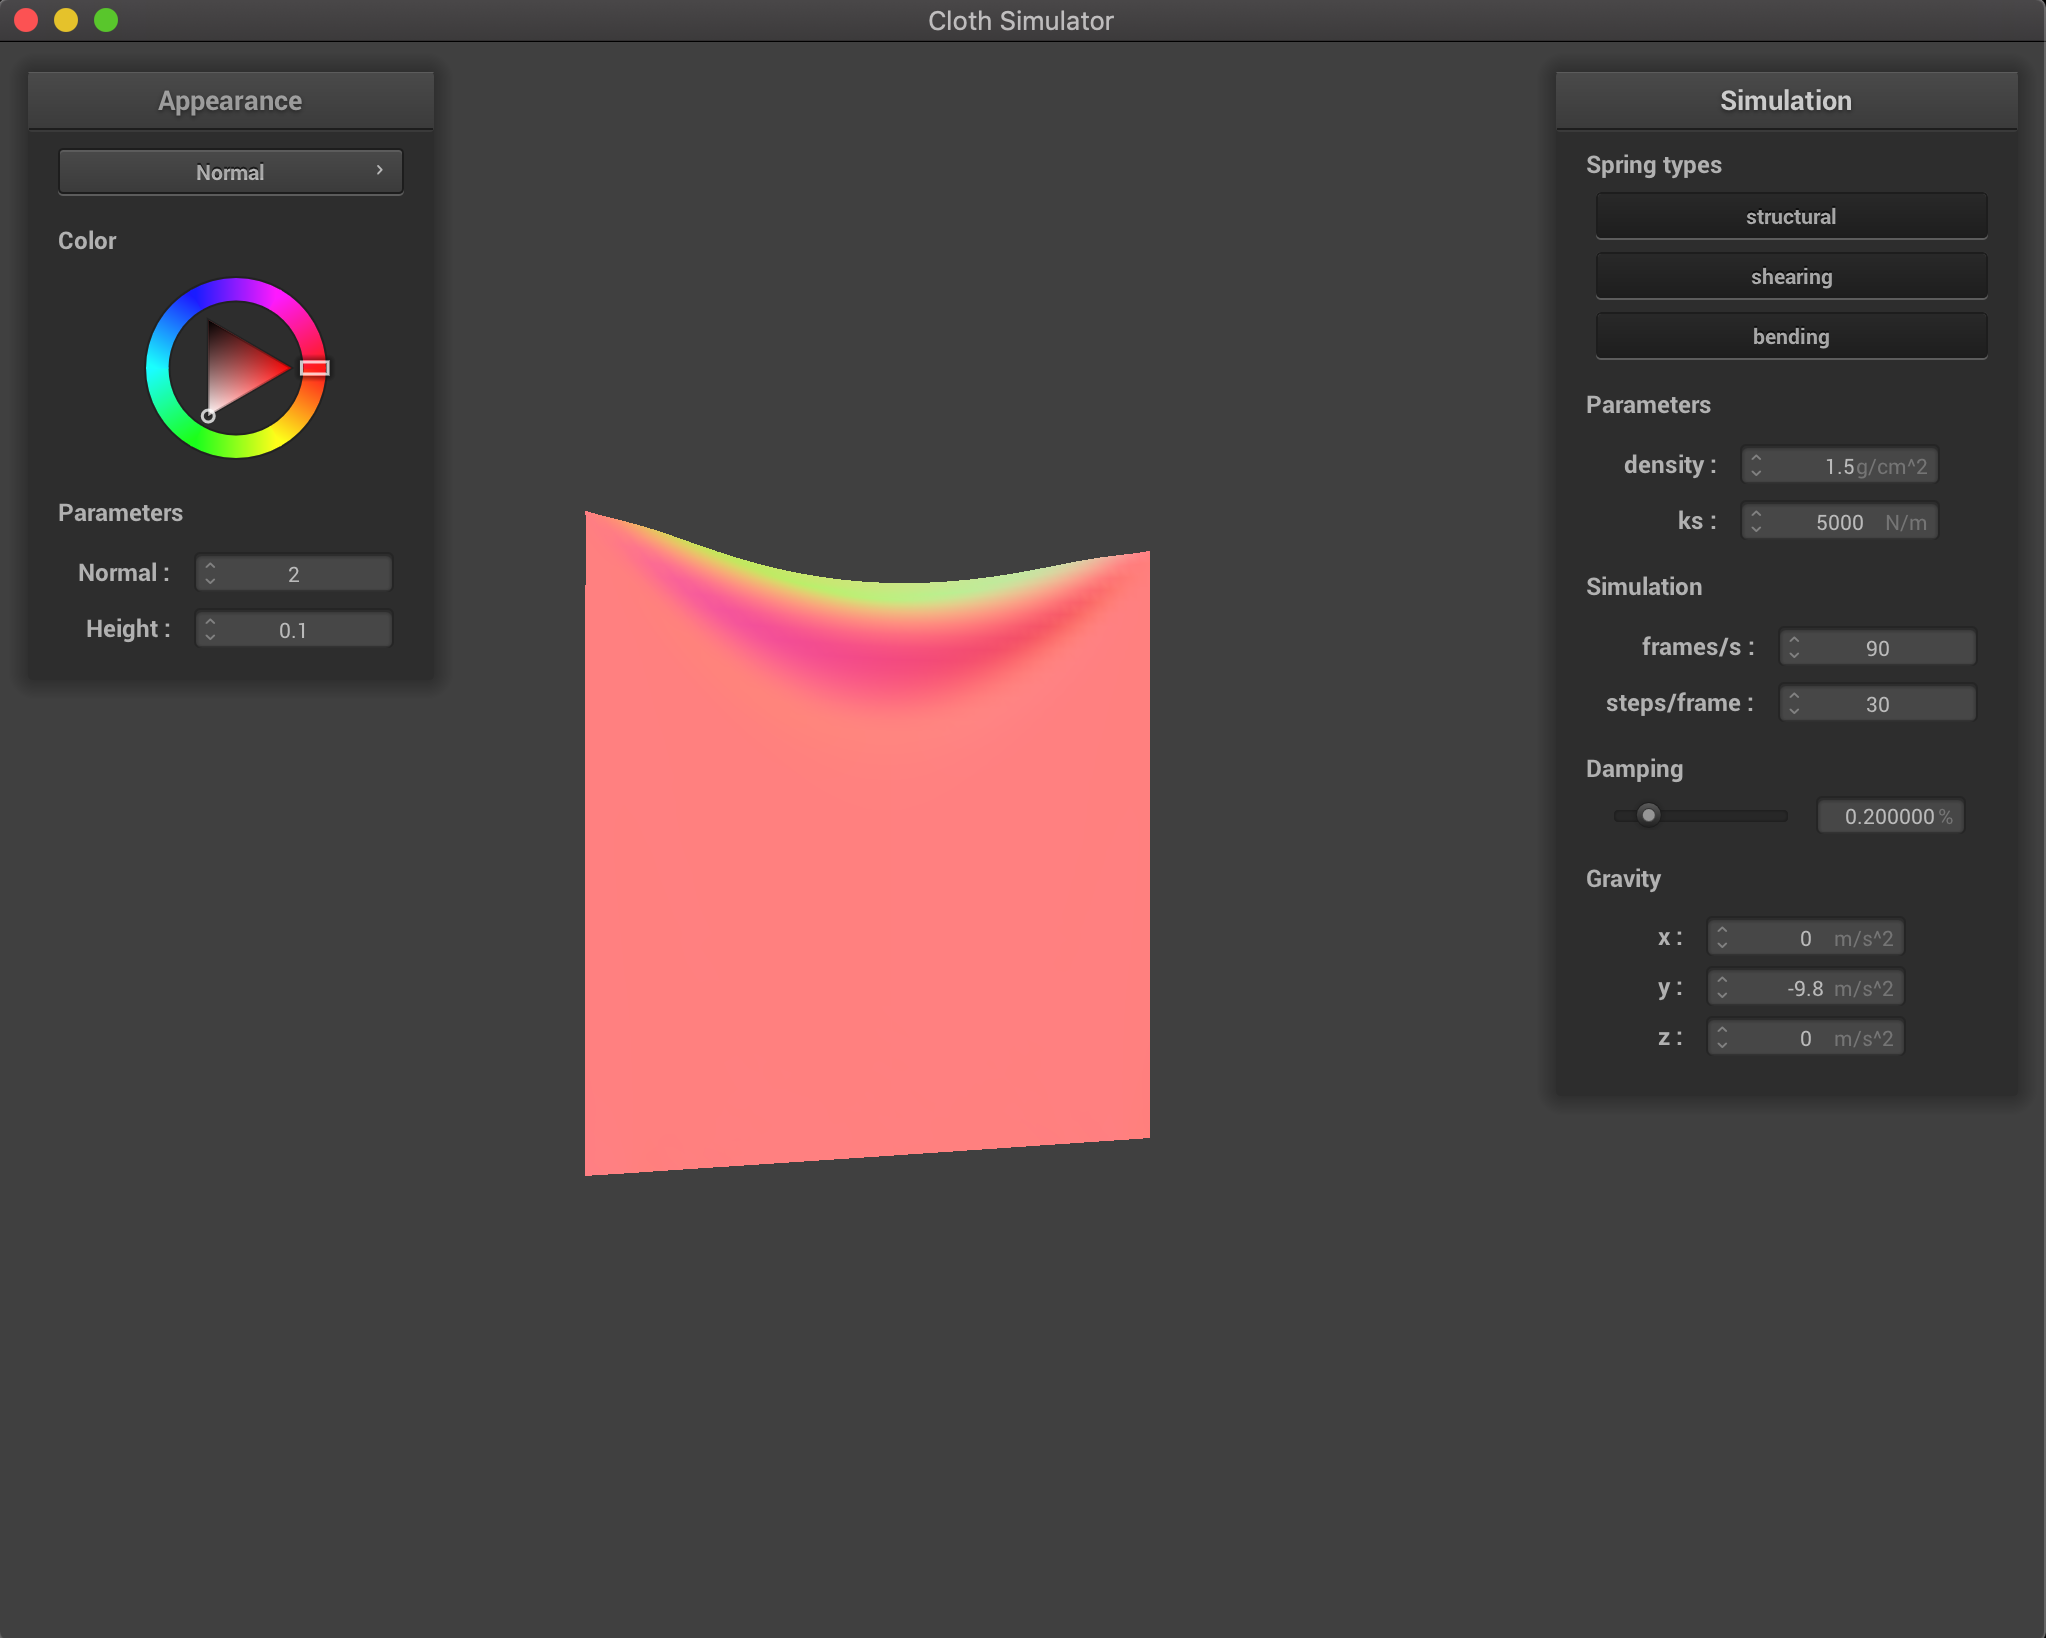 Cloth Simulator
Appearance
Normal
Color
Parameters
Normal : 2
Height : 0.1
Simulation
Spring types
structural
shearing
bending
Parameters
density : 1.5 g/cm^2
ks : 5000 N/m
Simulation
frames/s : 90
steps/frame : 30
Damping
0.200000 %
Gravity
x : 0 m/s^2
y : -9.8 m/s^2
z : 0 m/s^2